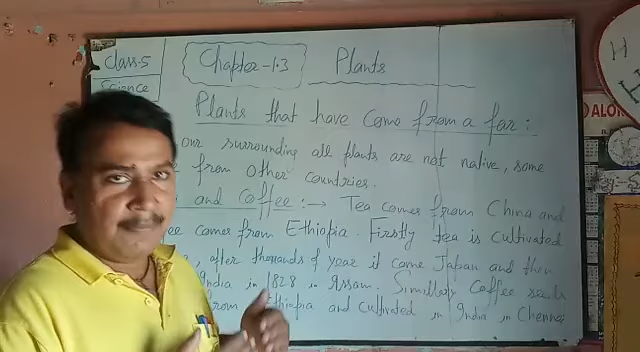 Class-5
Science
Chapter-1.3 Plants
Plants that have come from a far:
our surrounding all plants are not native, some
from other countries.
and Coffee :→ Tea comes from China and
comes from Ethiopia. Firstly tea is cultivated
after thounds of year it come Japan and then
India in 1828 in Assam. Similarly Coffee seeds
from Ethiopia and cultivated in India in Chennai